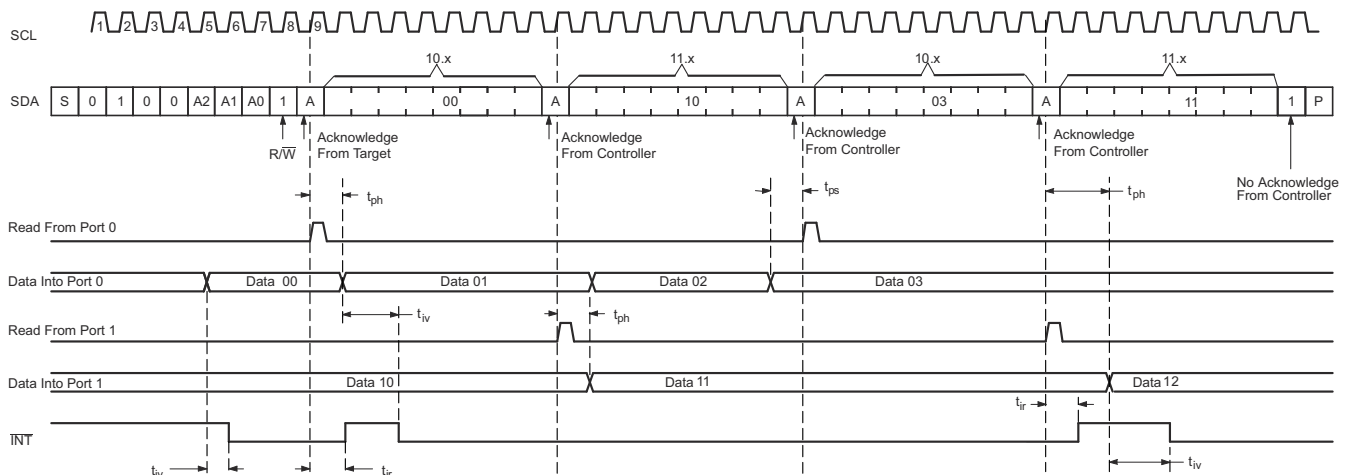 SCL 1 2 3 4 5 6 7 8 9
10.x 11.x 10.x 11.x
SDA S 0 1 0 0 A2 A1 A0 1 A 00 A 10 A 03 A 11 1 P
R/W̅
Acknowledge
From Target
Acknowledge
From Controller
Acknowledge
From Controller
Acknowledge
From Controller
No Acknowledge
From Controller
tph tps tph
Read From Port 0
Data Into Port 0 Data 00 Data 01 Data 02 Data 03
tiv tph
Read From Port 1
Data Into Port 1 Data 10 Data 11 Data 12
tir
I̅N̅T̅
tiv tir tiv